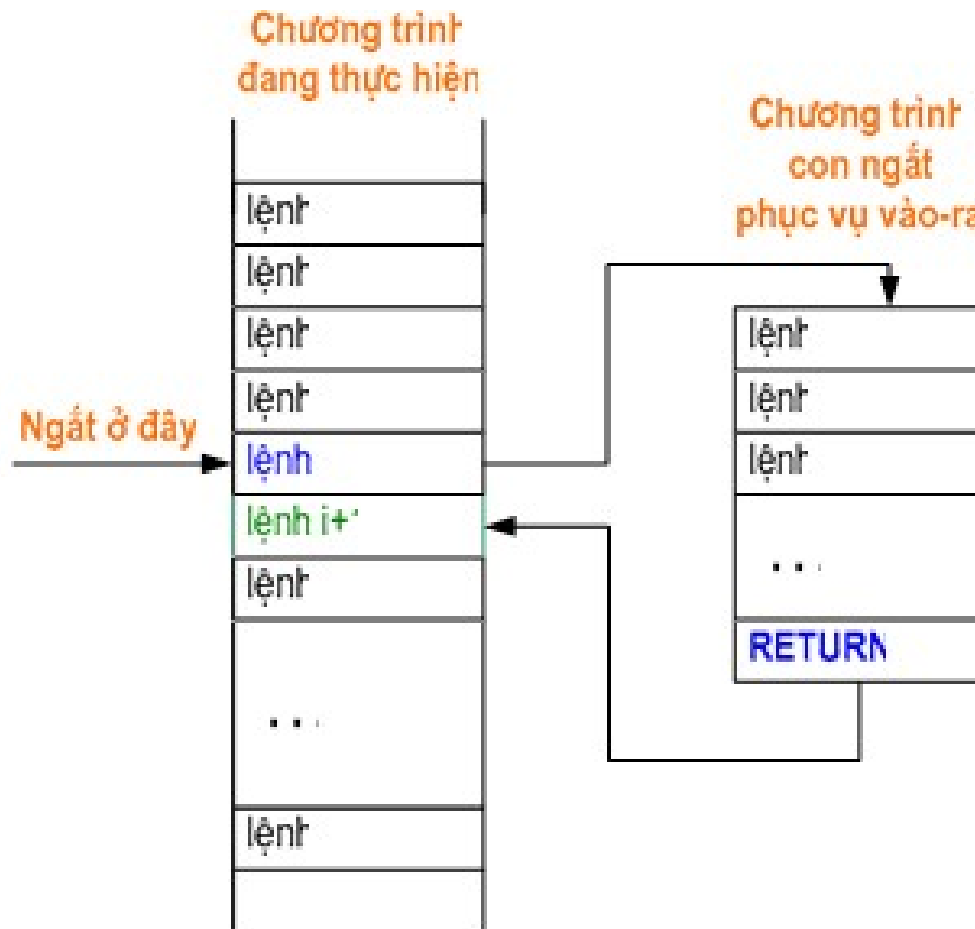 Chương trình
đang thực hiện
lệnh
lệnh
lệnh
lệnh
Ngắt ở đây
lệnh
lệnh i+1
lệnh
...
lệnh
Chương trình
con ngắt
phục vụ vào-ra
lệnh
lệnh
lệnh
...
RETURN